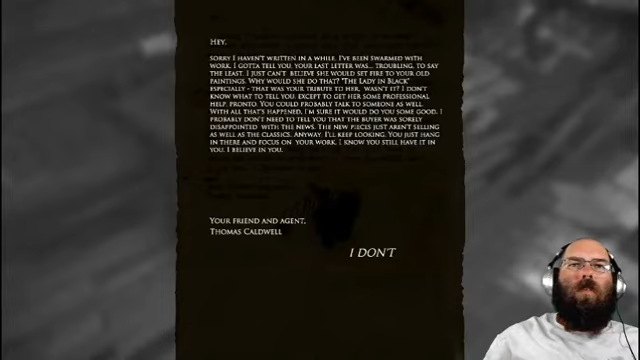 HEY,
SORRY I HAVEN'T WRITTEN IN A WHILE, I'VE BEEN SWARMED WITH
WORK. I GOTTA TELL YOU, YOUR LAST LETTER WAS... TROUBLING, TO SAY
THE LEAST. I JUST CAN'T BELIEVE SHE WOULD SET FIRE TO YOUR OLD
PAINTINGS. WHY WOULD SHE DO THAT? "THE LADY IN BLACK"
ESPECIALLY - THAT WAS YOUR TRIBUTE TO HER, WASN'T IT? I DON'T
KNOW WHAT TO TELL YOU, EXCEPT TO GET HER SOME PROFESSIONAL
HELP. PRONTO. YOU COULD PROBABLY TALK TO SOMEONE AS WELL.
WITH ALL THAT'S HAPPENED, I'M SURE IT WOULD DO YOU SOME GOOD. I
PROBABLY DON'T NEED TO TELL YOU THAT THE BUYER WAS SORELY
DISAPPOINTED WITH THE NEWS. THE NEW PIECES JUST AREN'T SELLING
AS WELL AS THE CLASSICS. ANYWAY, I'LL KEEP LOOKING. YOU JUST HANG
IN THERE AND FOCUS ON YOUR WORK. I KNOW YOU STILL HAVE IT IN
YOU. I BELIEVE IN YOU.
YOUR FRIEND AND AGENT,
THOMAS CALDWELL
I DON'T